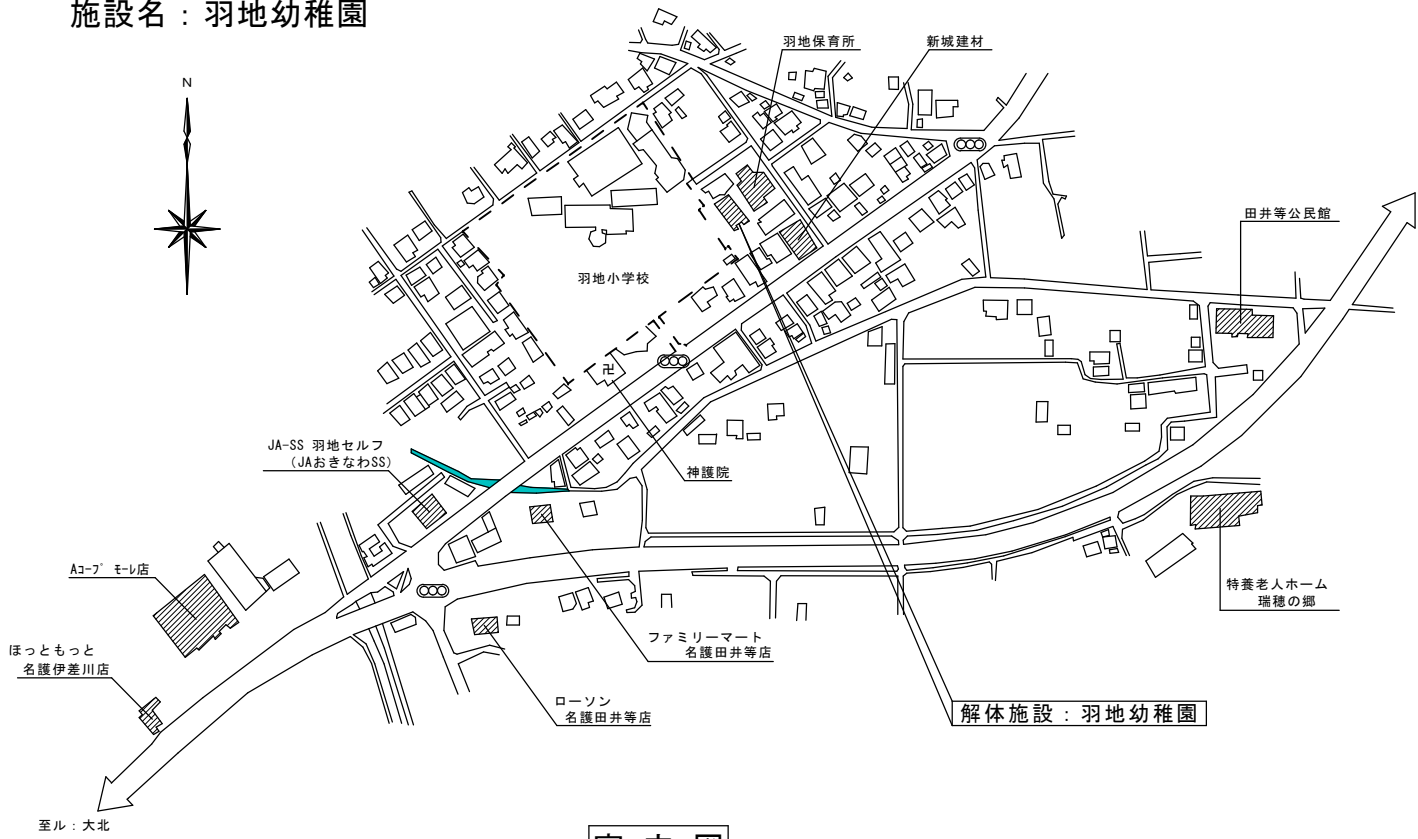 施設名：羽地幼稚園
N
羽地保育所
新城建材
田井等公民館
羽地小学校
卍
JA-SS 羽地セルフ
(JAおきなわSS)
神護院
Aｺｰﾌﾟ ﾓｰﾚ店
特養老人ホーム
瑞穂の郷
ほっともっと
名護伊差川店
ファミリーマート
名護田井等店
ローソン
名護田井等店
解体施設：羽地幼稚園
至ル：大北